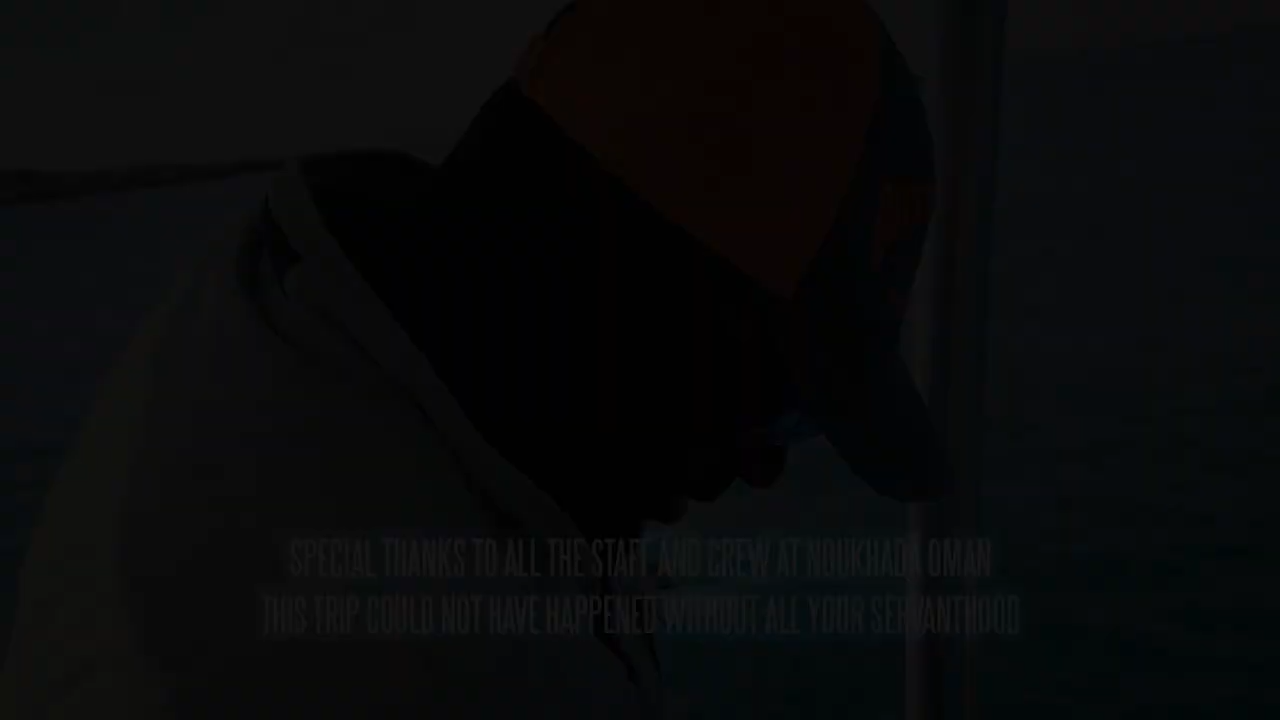 SPECIAL THANKS TO ALL THE STAFF AND CREW AT NOUKHADA OMAN
THIS TRIP COULD NOT HAVE HAPPENED WITHOUT ALL YOUR SERVANTHOOD